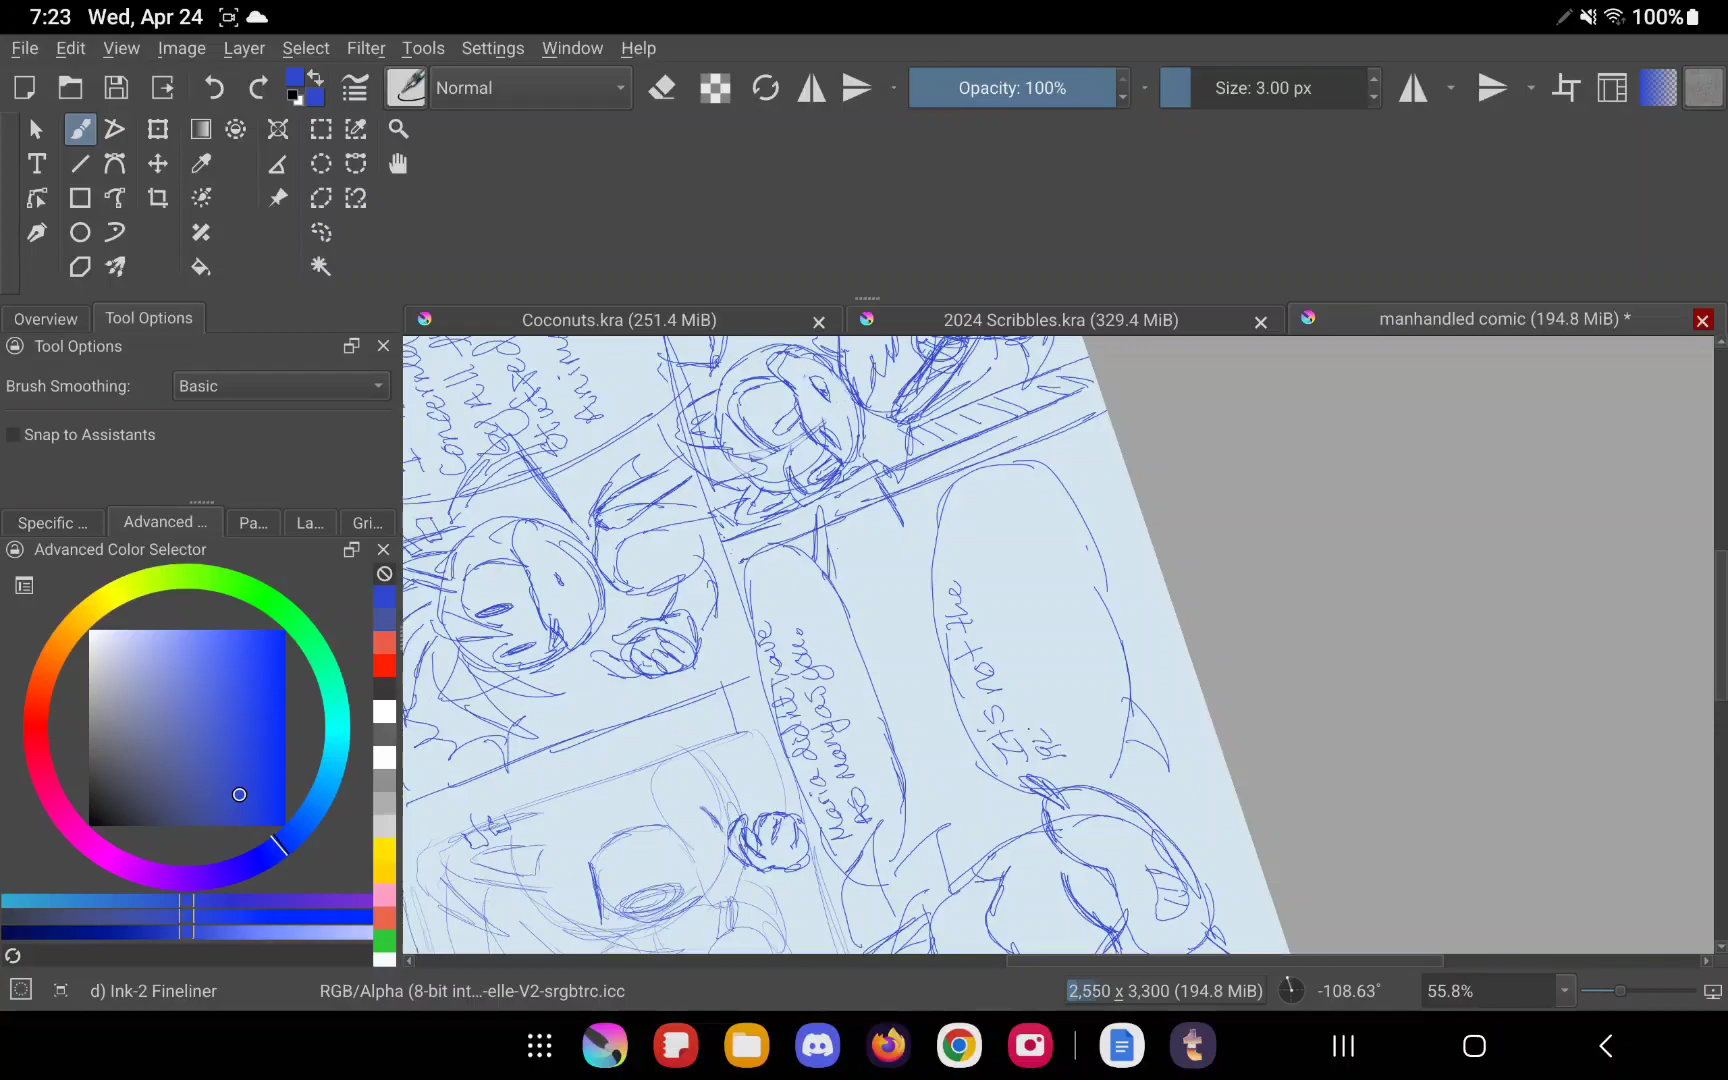 7:23 Wed, Apr 24 100%
File Edit View Image Layer Select Filter Tools Settings Window Help
Normal Opacity: 100% Size: 3.00 px
Overview Tool Options
Coconuts.kra (251.4 MiB) 2024 Scribbles.kra (329.4 MiB) manhandled comic (194.8 MiB) *
Tool Options
Brush Smoothing: Basic
Snap to Assistants
Specific ... Advanced ... Pa... La... Gri...
Advanced Color Selector
It's not the
d) Ink-2 Fineliner RGB/Alpha (8-bit int...-elle-V2-srgbtrc.icc 2,550 x 3,300 (194.8 MiB) -108.63° 55.8%